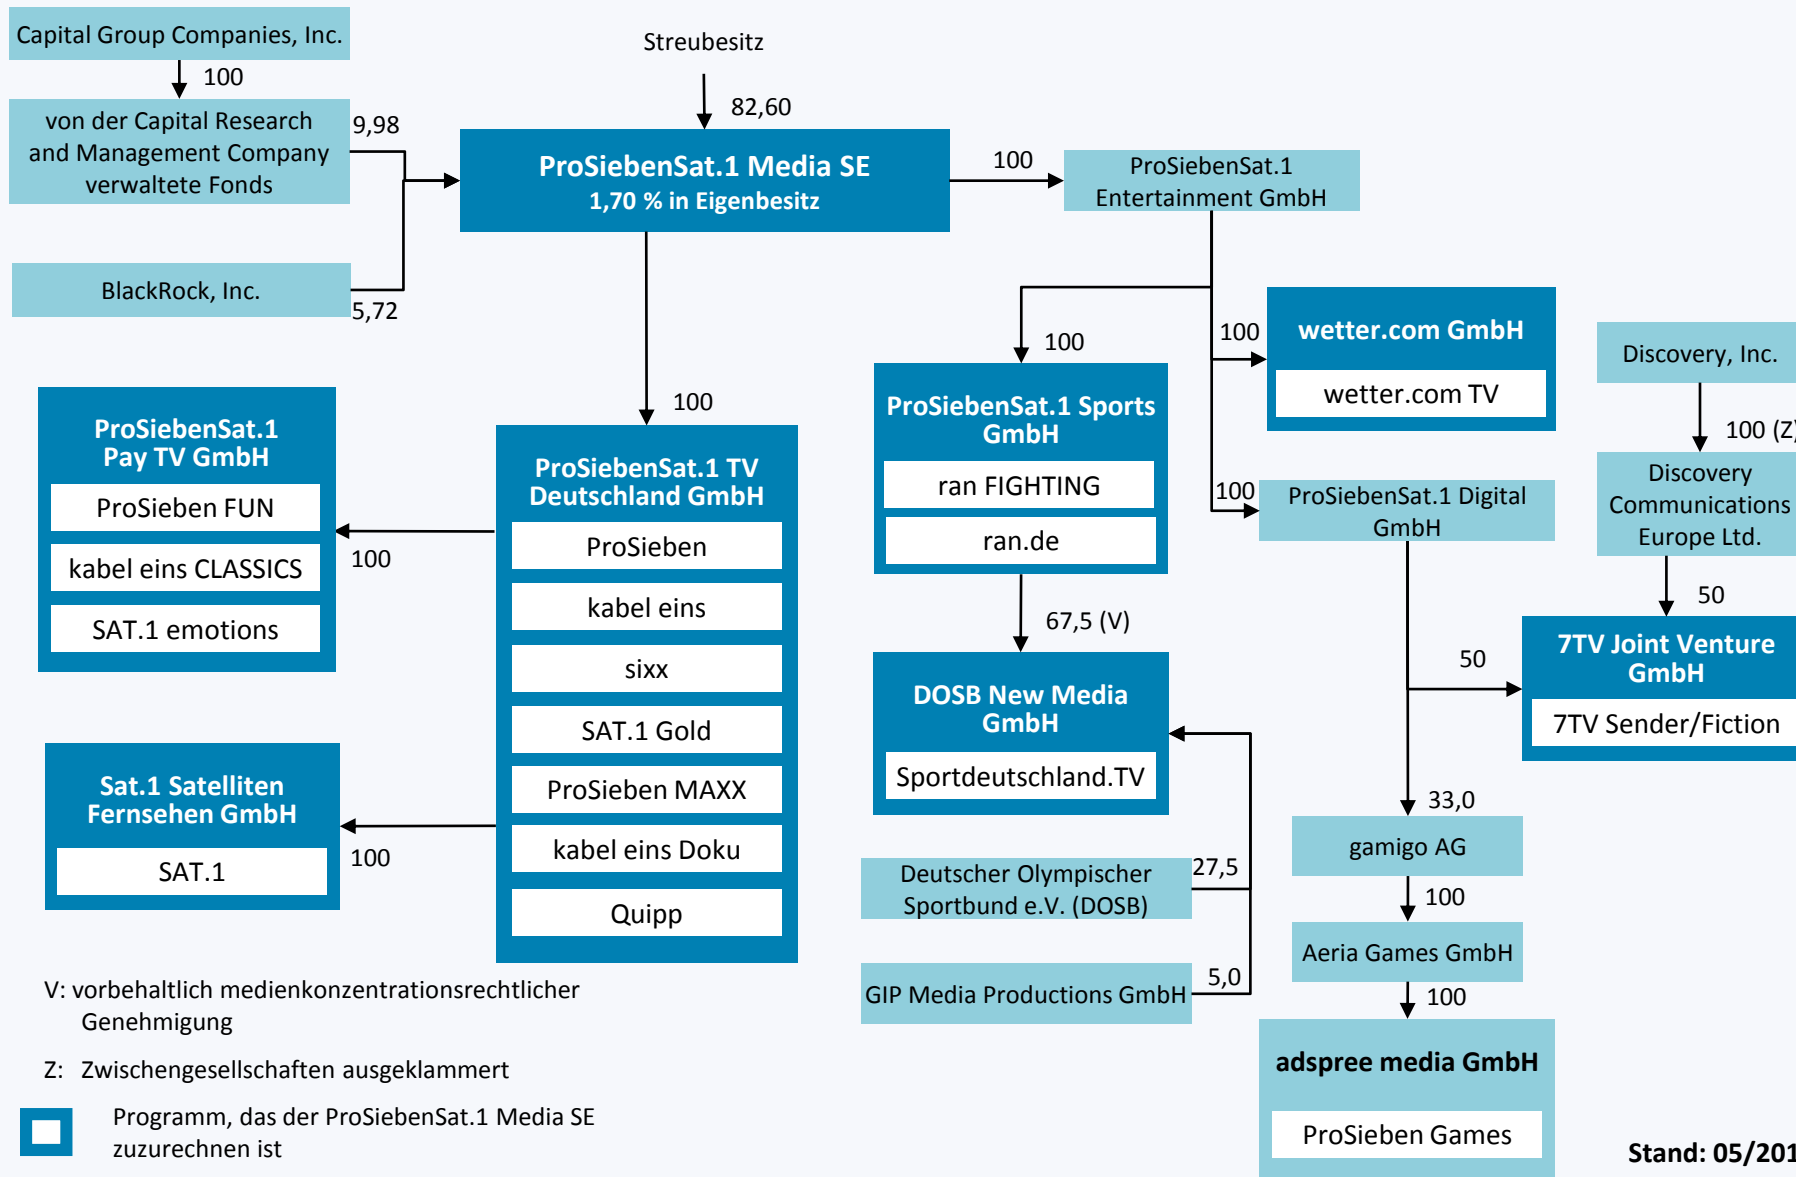 Capital Group Companies, Inc.
100
von der Capital Research
and Management Company
verwaltete Fonds
9,98
BlackRock, Inc.
5,72
Streubesitz
82,60
ProSiebenSat.1 Media SE
1,70 % in Eigenbesitz
100
ProSiebenSat.1
Entertainment GmbH
100
ProSiebenSat.1
Pay TV GmbH
ProSieben FUN
kabel eins CLASSICS
SAT.1 emotions
100
Sat.1 Satelliten
Fernsehen GmbH
SAT.1
100
ProSiebenSat.1 TV
Deutschland GmbH
ProSieben
kabel eins
sixx
SAT.1 Gold
ProSieben MAXX
kabel eins Doku
Quipp
100
ProSiebenSat.1 Sports
GmbH
ran FIGHTING
ran.de
67,5 (V)
DOSB New Media
GmbH
Sportdeutschland.TV
Deutscher Olympischer
Sportbund e.V. (DOSB)
27,5
GIP Media Productions GmbH
5,0
100
wetter.com GmbH
wetter.com TV
100
ProSiebenSat.1 Digital
GmbH
Discovery, Inc.
100 (Z)
Discovery
Communications
Europe Ltd.
50
50
7TV Joint Venture
GmbH
7TV Sender/Fiction
33,0
gamigo AG
100
Aeria Games GmbH
100
adspree media GmbH
ProSieben Games
V: vorbehaltlich medienkonzentrationsrechtlicher
Genehmigung
Z: Zwischengesellschaften ausgeklammert
Programm, das der ProSiebenSat.1 Media SE
zuzurechnen ist
Stand: 05/201